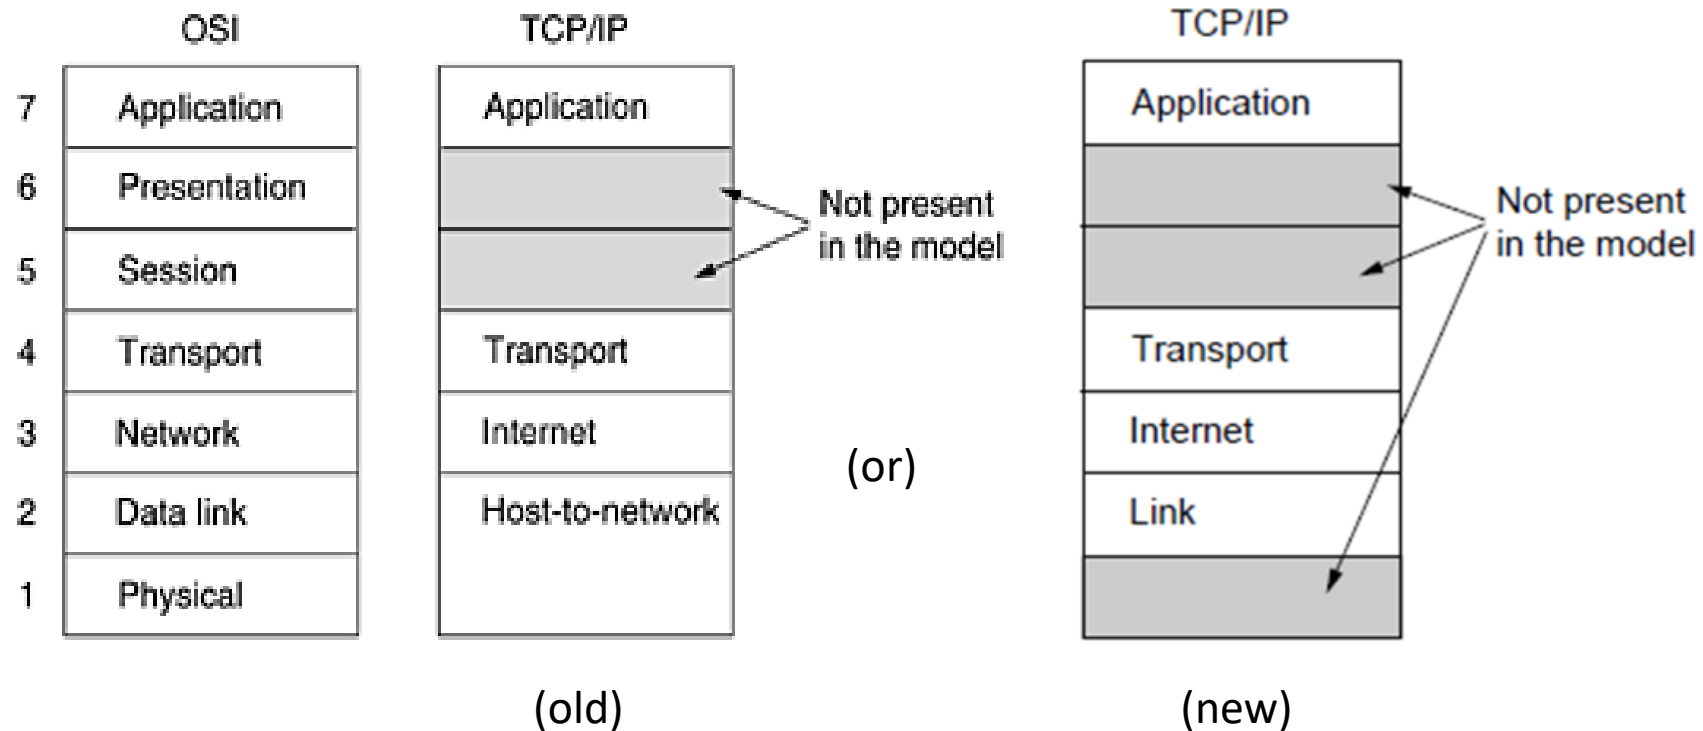 OSI
TCP/IP
7
Application
6
Presentation
5
Session
4
Transport
3
Network
2
Data link
1
Physical
Application
Transport
Internet
Host-to-network
Not present
in the model
(old)
(or)
TCP/IP
Application
Transport
Internet
Link
Not present
in the model
(new)